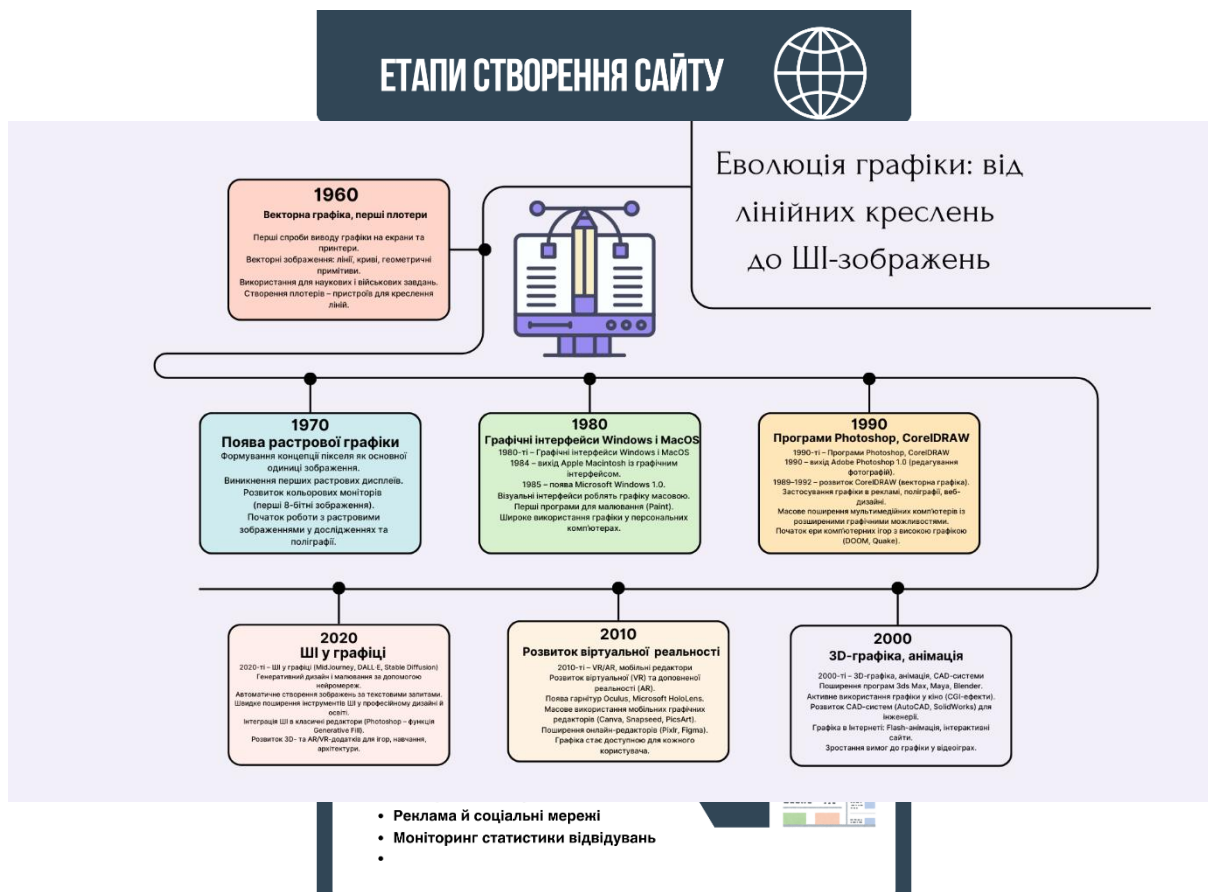 ЕТАПИ СТВОРЕННЯ САЙТУ
Еволюція графіки: від
лінійних креслень
до ШІ-зображень
1960
Векторна графіка, перші плотери
Перші спроби виводу графіки на екрани та
принтери.
Векторні зображення: лінії, криві, геометричні
примітиви.
Використання для наукових і військових завдань.
Створення плотерів – пристроїв для креслення
ліній.
1970
Поява растрової графіки
Формування концепції пікселя як основної
одиниці зображення.
Виникнення перших растрових дисплеїв.
Розвиток кольорових моніторів
(перші 8-бітні зображення).
Початок роботи з растровими
зображеннями у дослідженнях та
поліграфії.
1980
Графічні інтерфейси Windows і MacOS
1980-ті – Графічні інтерфейси Windows і MacOS
1984 – вихід Apple Macintosh із графічним
інтерфейсом.
1985 – поява Microsoft Windows 1.0.
Візуальні інтерфейси роблять графіку масовою.
Перші програми для малювання (Paint).
Широке використання графіки у персональних
комп'ютерах.
1990
Програми Photoshop, CorelDRAW
1990-ті – Програми Photoshop, CorelDRAW
1990 – вихід Adobe Photoshop 1.0 (редагування
фотографій).
1989–1992 – розвиток CorelDRAW (векторна графіка).
Застосування графіки в рекламі, поліграфії, веб-
дизайні.
Масове поширення мультимедійних комп'ютерів із
розширеними графічними можливостями.
Початок ери комп'ютерних ігор з високою графікою
(DOOM, Quake).
2020
ШІ у графіці
2020-ті – ШІ у графіці (MidJourney, DALL·E, Stable Diffusion)
Генеративний дизайн і малювання за допомогою
нейромереж.
Автоматичне створення зображень за текстовими запитами.
Швидке поширення інструментів ШІ у професійному дизайні й
освіті.
Інтеграція ШІ в класичні редактори (Photoshop – функція
Generative Fill).
Розвиток 3D- та AR/VR-додатків для ігор, навчання,
архітектури.
2010
Розвиток віртуальної реальності
2010-ті – VR/AR, мобільні редактори
Розвиток віртуальної (VR) та доповненої
реальності (AR).
Поява гарнітур Oculus, Microsoft HoloLens.
Масове використання мобільних графічних
редакторів (Canva, Snapseed, PicsArt).
Поширення онлайн-редакторів (Pixlr, Figma).
Графіка стає доступною для кожного
користувача.
2000
3D-графіка, анімація
2000-ті – 3D-графіка, анімація, CAD-системи
Поширення програм 3ds Max, Maya, Blender.
Активне використання графіки у кіно (CGI-ефекти).
Розвиток CAD-систем (AutoCAD, SolidWorks) для
інженерії.
Графіка в Інтернеті: Flash-анімація, інтерактивні
сайти.
Зростання вимог до графіки у відеоіграх.
• Реклама й соціальні мережі
• Моніторинг статистики відвідувань
•